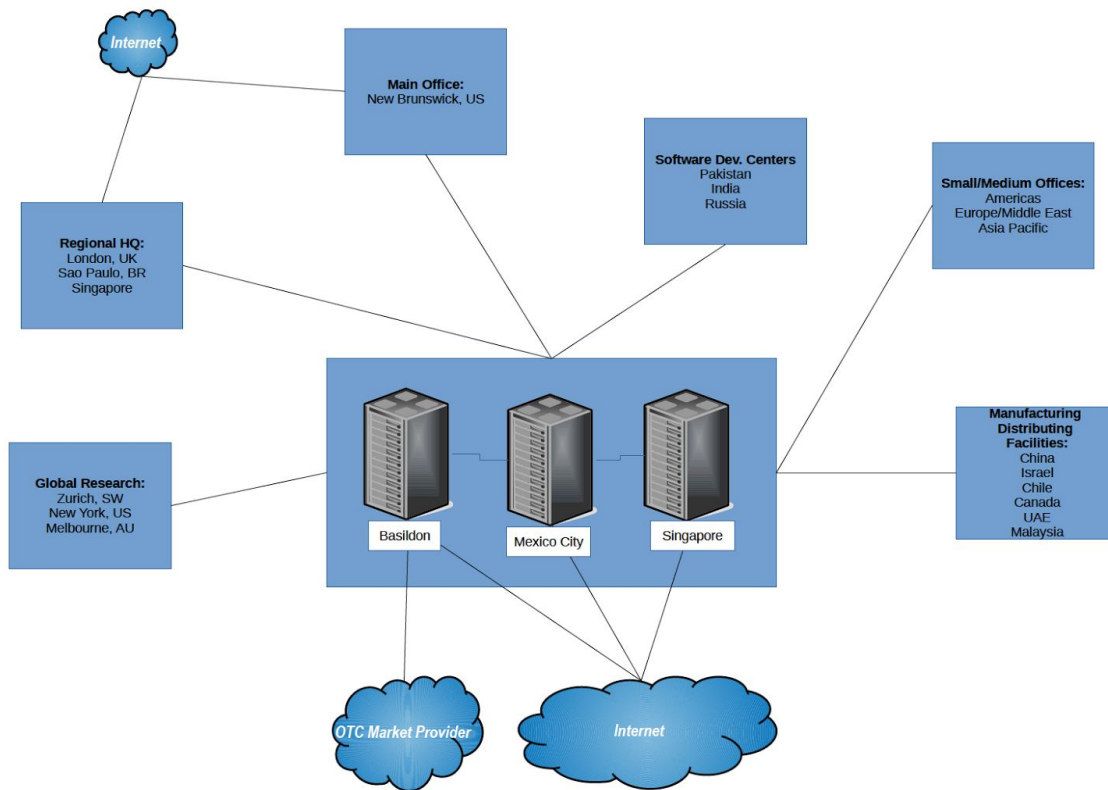 Internet
Main Office:
New Brunswick, US
Software Dev. Centers
Pakistan
India
Russia
Small/Medium Offices:
Americas
Europe/Middle East
Asia Pacific
Regional HQ:
London, UK
Sao Paulo, BR
Singapore
Global Research:
Zurich, SW
New York, US
Melbourne, AU
Basildon
Mexico City
Singapore
Manufacturing
Distributing
Facilities:
China
Israel
Chile
Canada
UAE
Malaysia
OTC Market Provider
Internet